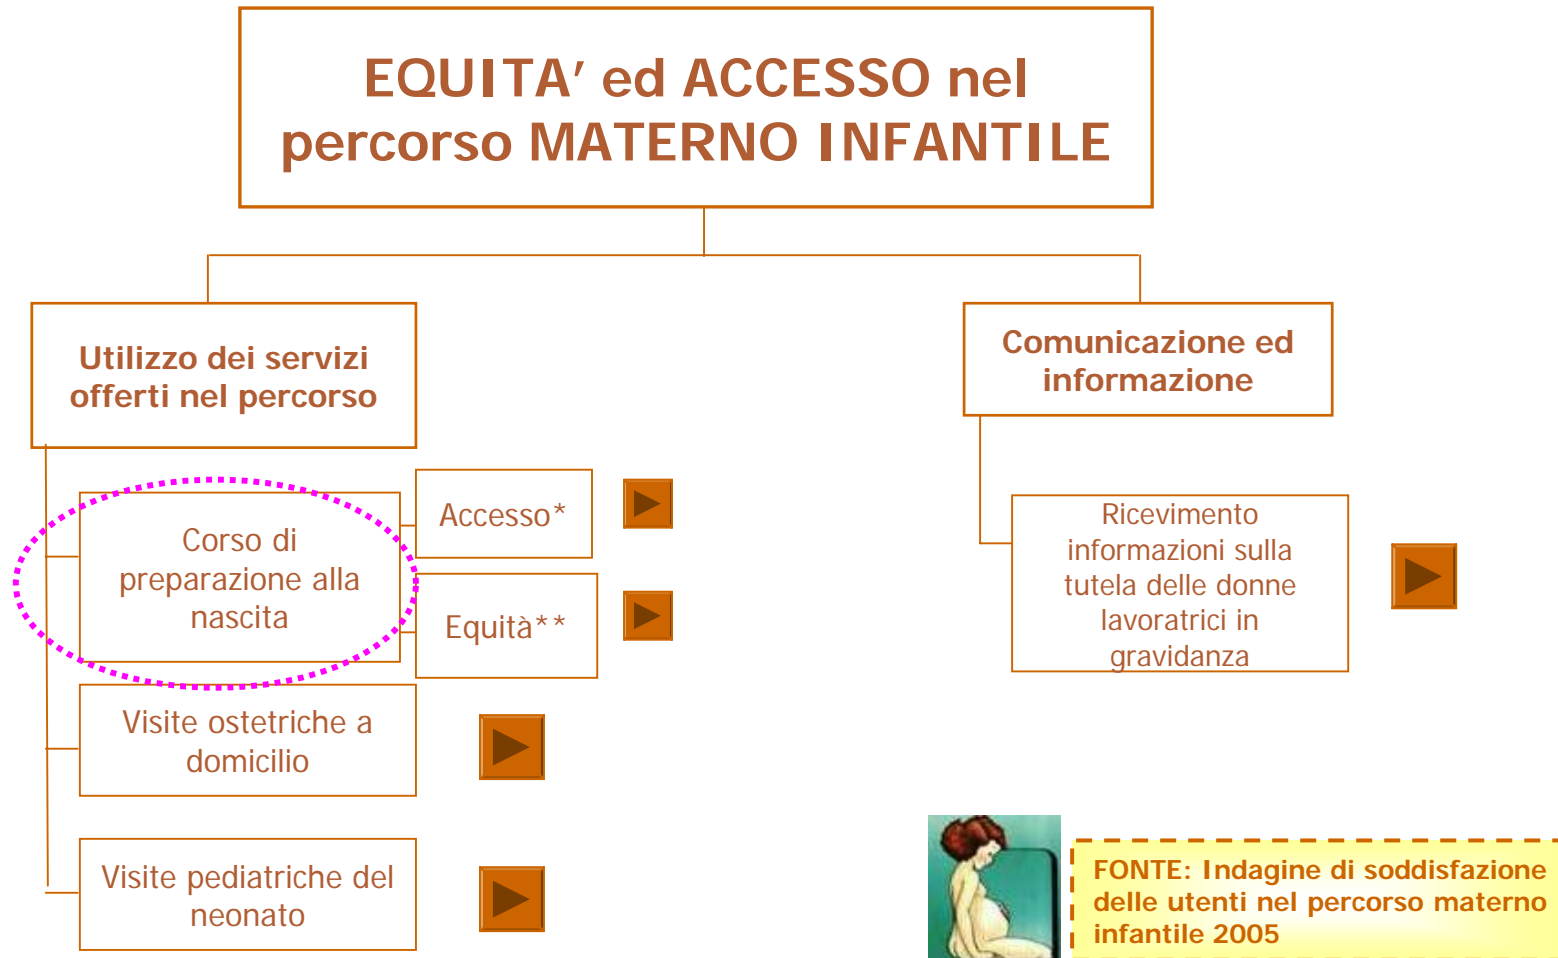 EQUITA’ ed ACCESSO nel
percorso MATERNO INFANTILE
Utilizzo dei servizi
offerti nel percorso
Comunicazione ed
informazione
Corso di
preparazione alla
nascita
Accesso*
Equità**
Ricevimento
informazioni sulla
tutela delle donne
lavoratrici in
gravidanza
Visite ostetriche a
domicilio
Visite pediatriche del
neonato
FONTE: Indagine di soddisfazione
delle utenti nel percorso materno
infantile 2005